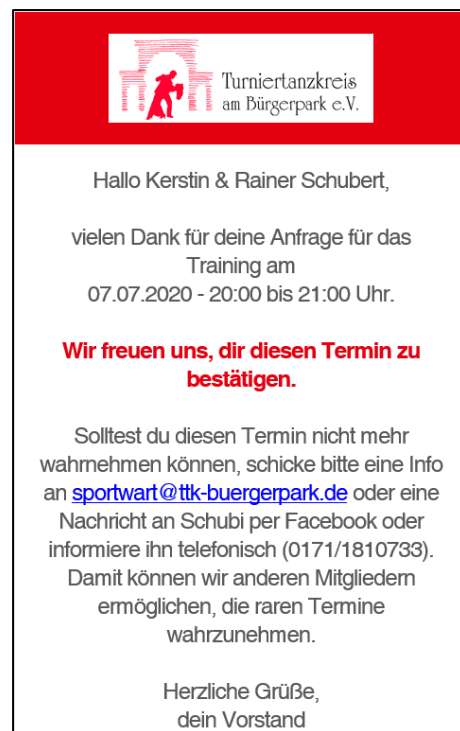 Turniertanzkreis
am Bürgerpark e.V.
Hallo Kerstin & Rainer Schubert,
vielen Dank für deine Anfrage für das
Training am
07.07.2020 - 20:00 bis 21:00 Uhr.
Wir freuen uns, dir diesen Termin zu
bestätigen.
Solltest du diesen Termin nicht mehr
wahrnehmen können, schicke bitte eine Info
an sportwart@ttk-buergerpark.de oder eine
Nachricht an Schubi per Facebook oder
informiere ihn telefonisch (0171/1810733).
Damit können wir anderen Mitgliedern
ermöglichen, die raren Termine
wahrzunehmen.
Herzliche Grüße,
dein Vorstand